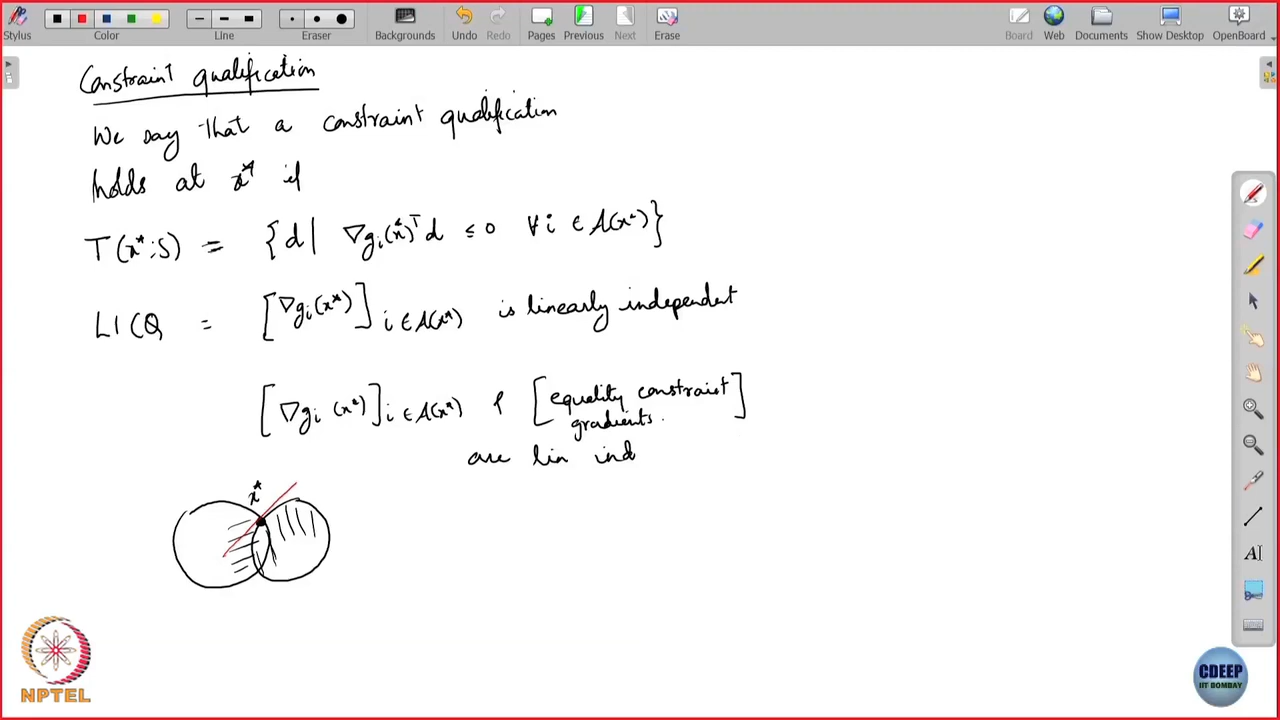 Stylus
Color
Line
Eraser
Backgrounds
Undo
Redo
Pages
Previous
Next
Erase
Board
Web
Documents
Show Desktop
OpenBoard
Constraint qualification
We say that a constraint qualification
holds at x* if
T(x*;S) = {d | ∇gᵢ(x*)ᵀd ≤ 0 ∀i ∈ A(x*)}
LICQ = [∇gᵢ(x*)] i ∈ A(x*) is linearly independent
[∇gᵢ(x*)] i ∈ A(x*) & [equality constraint
gradients.]
are lin ind
x*
NPTEL
CDEEP
IIT BOMBAY